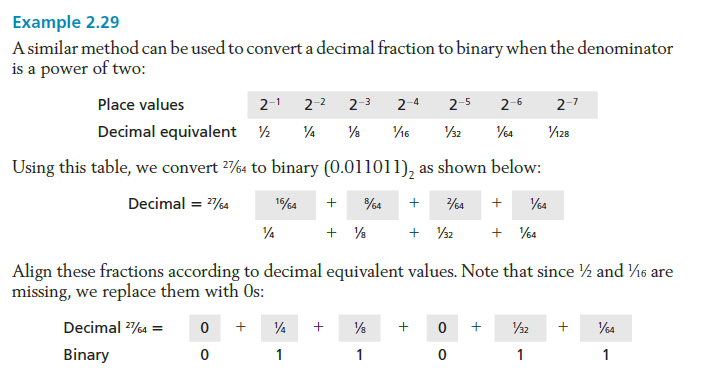 Example 2.29
A similar method can be used to convert a decimal fraction to binary when the denominator
is a power of two:
Place values 2⁻¹ 2⁻² 2⁻³ 2⁻⁴ 2⁻⁵ 2⁻⁶ 2⁻⁷
Decimal equivalent ½ ¼ ⅛ 1⁄16 1⁄32 1⁄64 1⁄128
Using this table, we convert 27⁄64 to binary (0.011011)₂ as shown below:
Decimal = 27⁄64 16⁄64 + 8⁄64 + 2⁄64 + 1⁄64
¼ + ⅛ + 1⁄32 + 1⁄64
Align these fractions according to decimal equivalent values. Note that since ½ and 1⁄16 are
missing, we replace them with 0s:
Decimal 27⁄64 = 0 + ¼ + ⅛ + 0 + 1⁄32 + 1⁄64
Binary 0 1 1 0 1 1